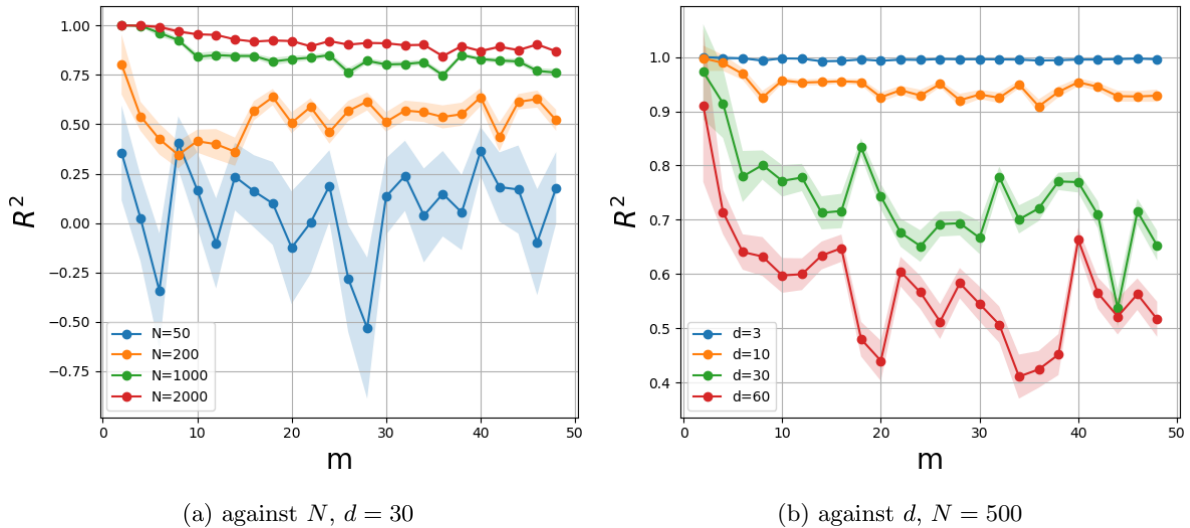 1.00
0.75
0.50
0.25
0.00
−0.25
−0.50
−0.75
R²
N=50
N=200
N=1000
N=2000
0 10 20 30 40 50
m
(a) against N, d = 30
1.0
0.9
0.8
0.7
0.6
0.5
0.4
R²
d=3
d=10
d=30
d=60
0 10 20 30 40 50
m
(b) against d, N = 500